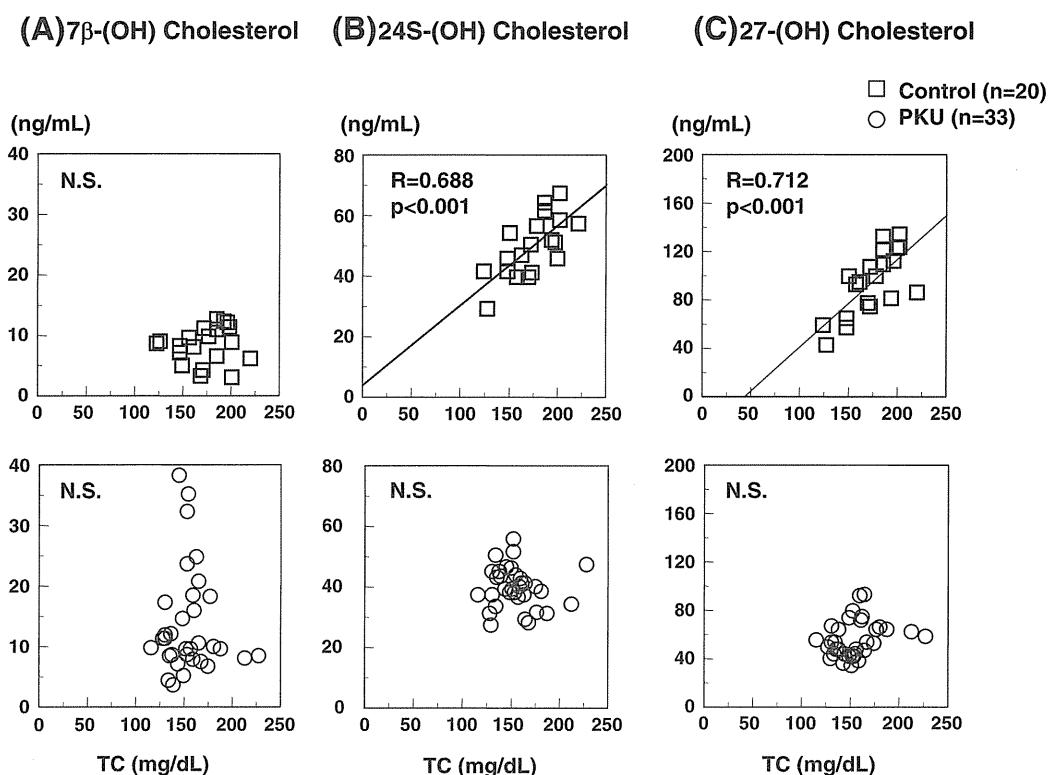 (A)7β-(OH) Cholesterol (B)24S-(OH) Cholesterol (C)27-(OH) Cholesterol
Control (n=20)
PKU (n=33)
(ng/mL) (ng/mL) (ng/mL)
40 80 200
N.S. R=0.688 R=0.712
p<0.001 p<0.001
30 60 160
120
20 40
80
10 20
40
0 0 0
0 50 100 150 200 250 0 50 100 150 200 250 0 50 100 150 200 250
40 80 200
N.S. N.S. N.S.
30 60 160
120
20 40
80
10 20
40
0 0 0
0 50 100 150 200 250 0 50 100 150 200 250 0 50 100 150 200 250
TC (mg/dL) TC (mg/dL) TC (mg/dL)